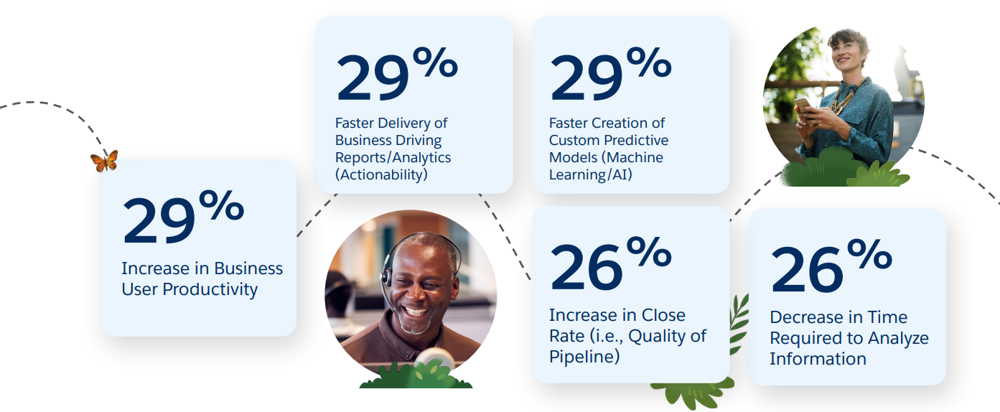 29%
Increase in Business
User Productivity
29%
Faster Delivery of
Business Driving
Reports/Analytics
(Actionability)
29%
Faster Creation of
Custom Predictive
Models (Machine
Learning/AI)
26%
Increase in Close
Rate (i.e., Quality of
Pipeline)
26%
Decrease in Time
Required to Analyze
Information